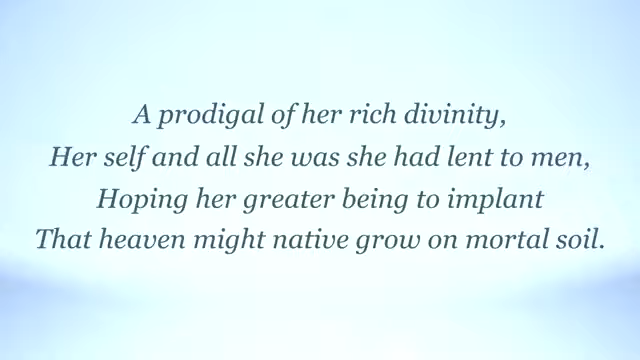 A prodigal of her rich divinity,
Her self and all she was she had lent to men,
Hoping her greater being to implant
That heaven might native grow on mortal soil.